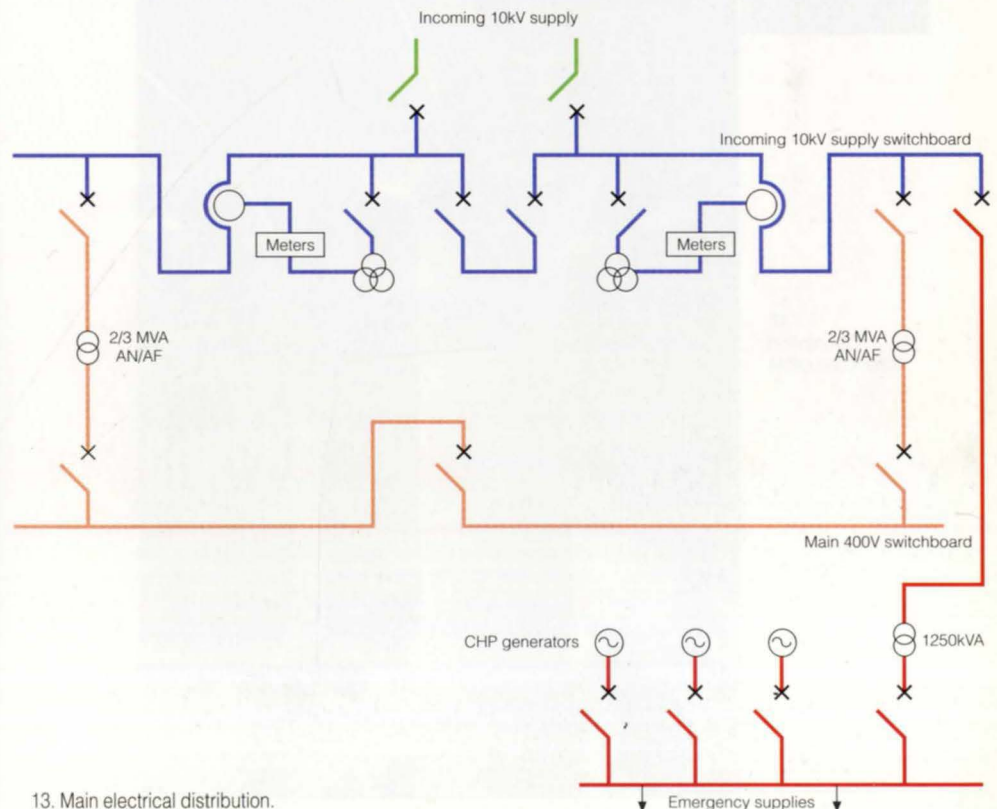 Incoming 10kV supply
Incoming 10kV supply switchboard
Meters
Meters
2/3 MVA
AN/AF
2/3 MVA
AN/AF
Main 400V switchboard
CHP generators
1250kVA
13. Main electrical distribution.
Emergency supplies